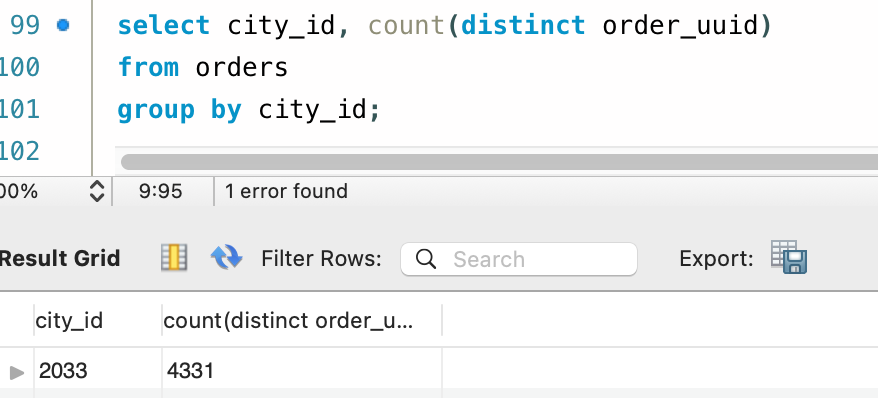 99 select city_id, count(distinct order_uuid)
100 from orders
101 group by city_id;
102
00% 9:95 1 error found
Result Grid Filter Rows: Search Export:
city_id count(distinct order_u...
2033 4331